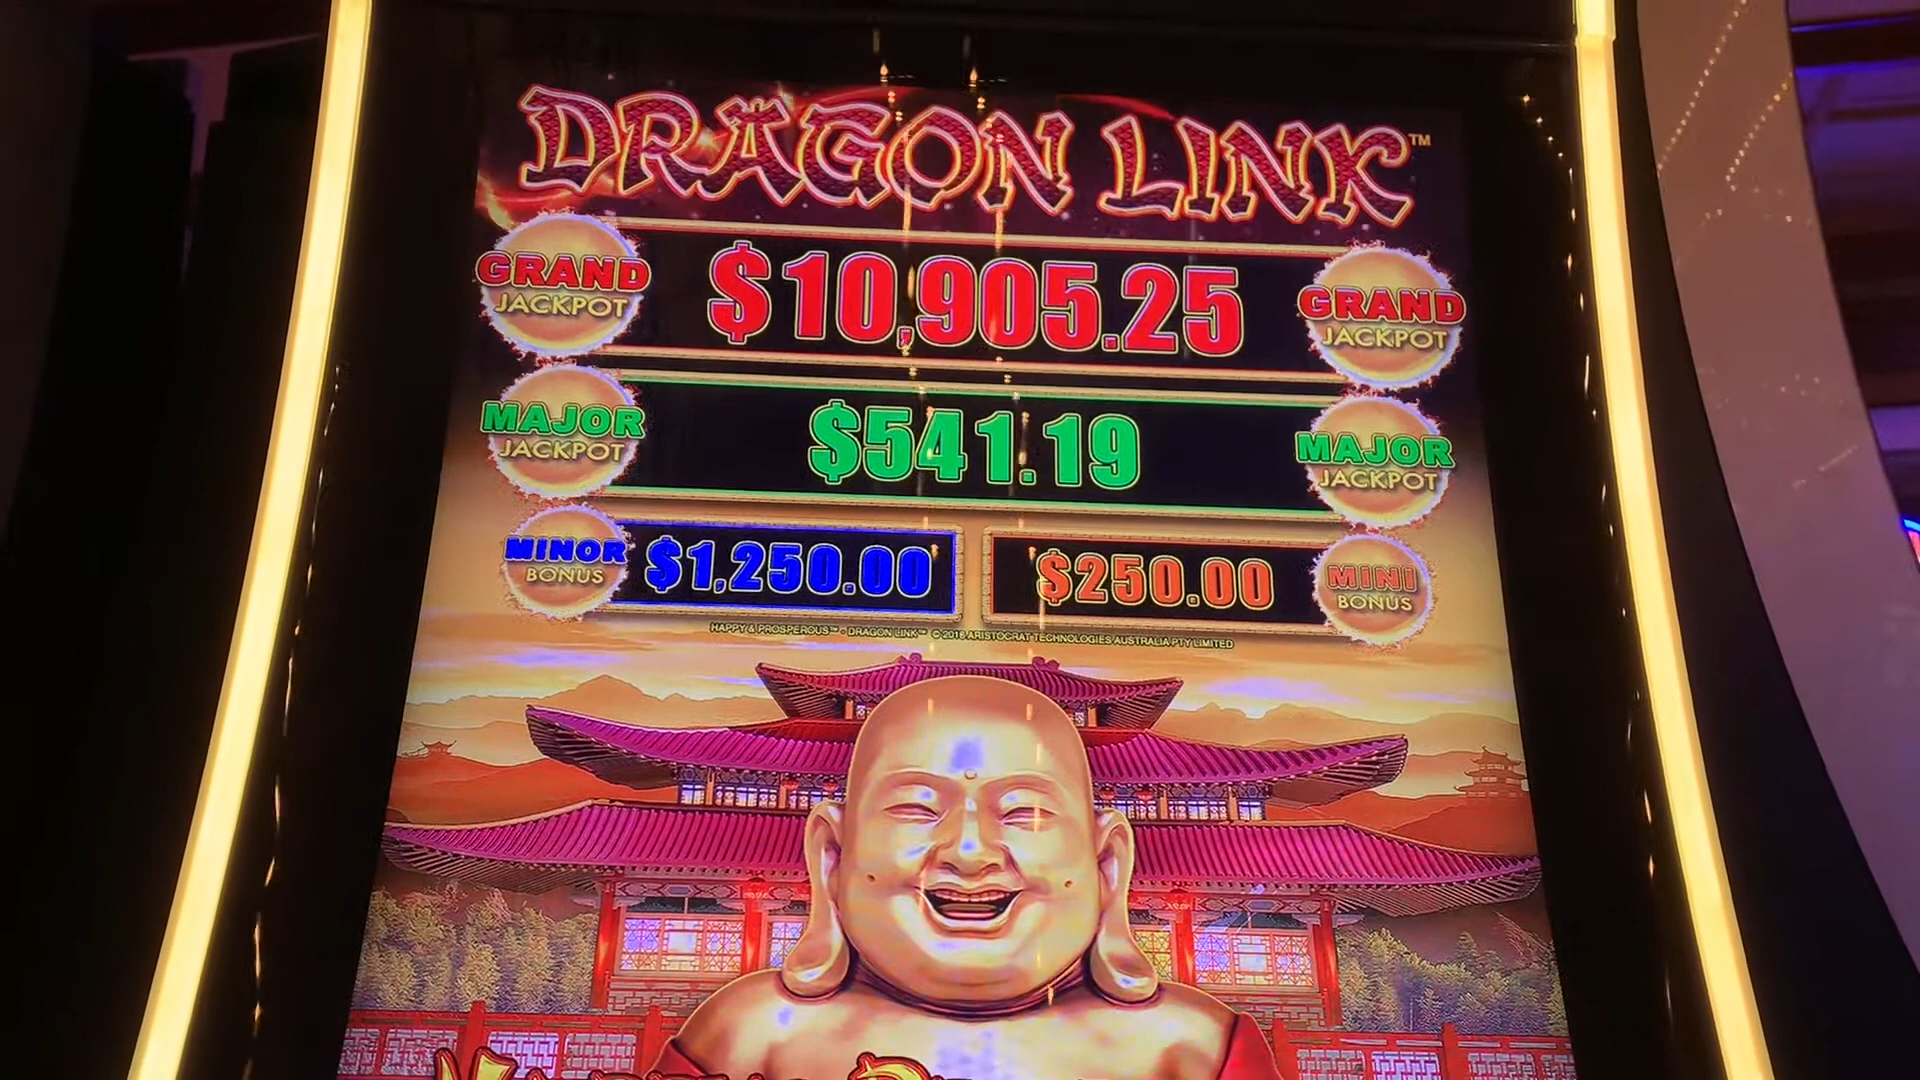 DRAGON LINK™
GRAND JACKPOT $10,905.25 GRAND JACKPOT
MAJOR JACKPOT $541.19 MAJOR JACKPOT
MINOR BONUS $1,250.00 $250.00 MINI BONUS
HAPPY & PROSPEROUS™ - DRAGON LINK™ © 2016 ARISTOCRAT TECHNOLOGIES AUSTRALIA PTY LIMITED